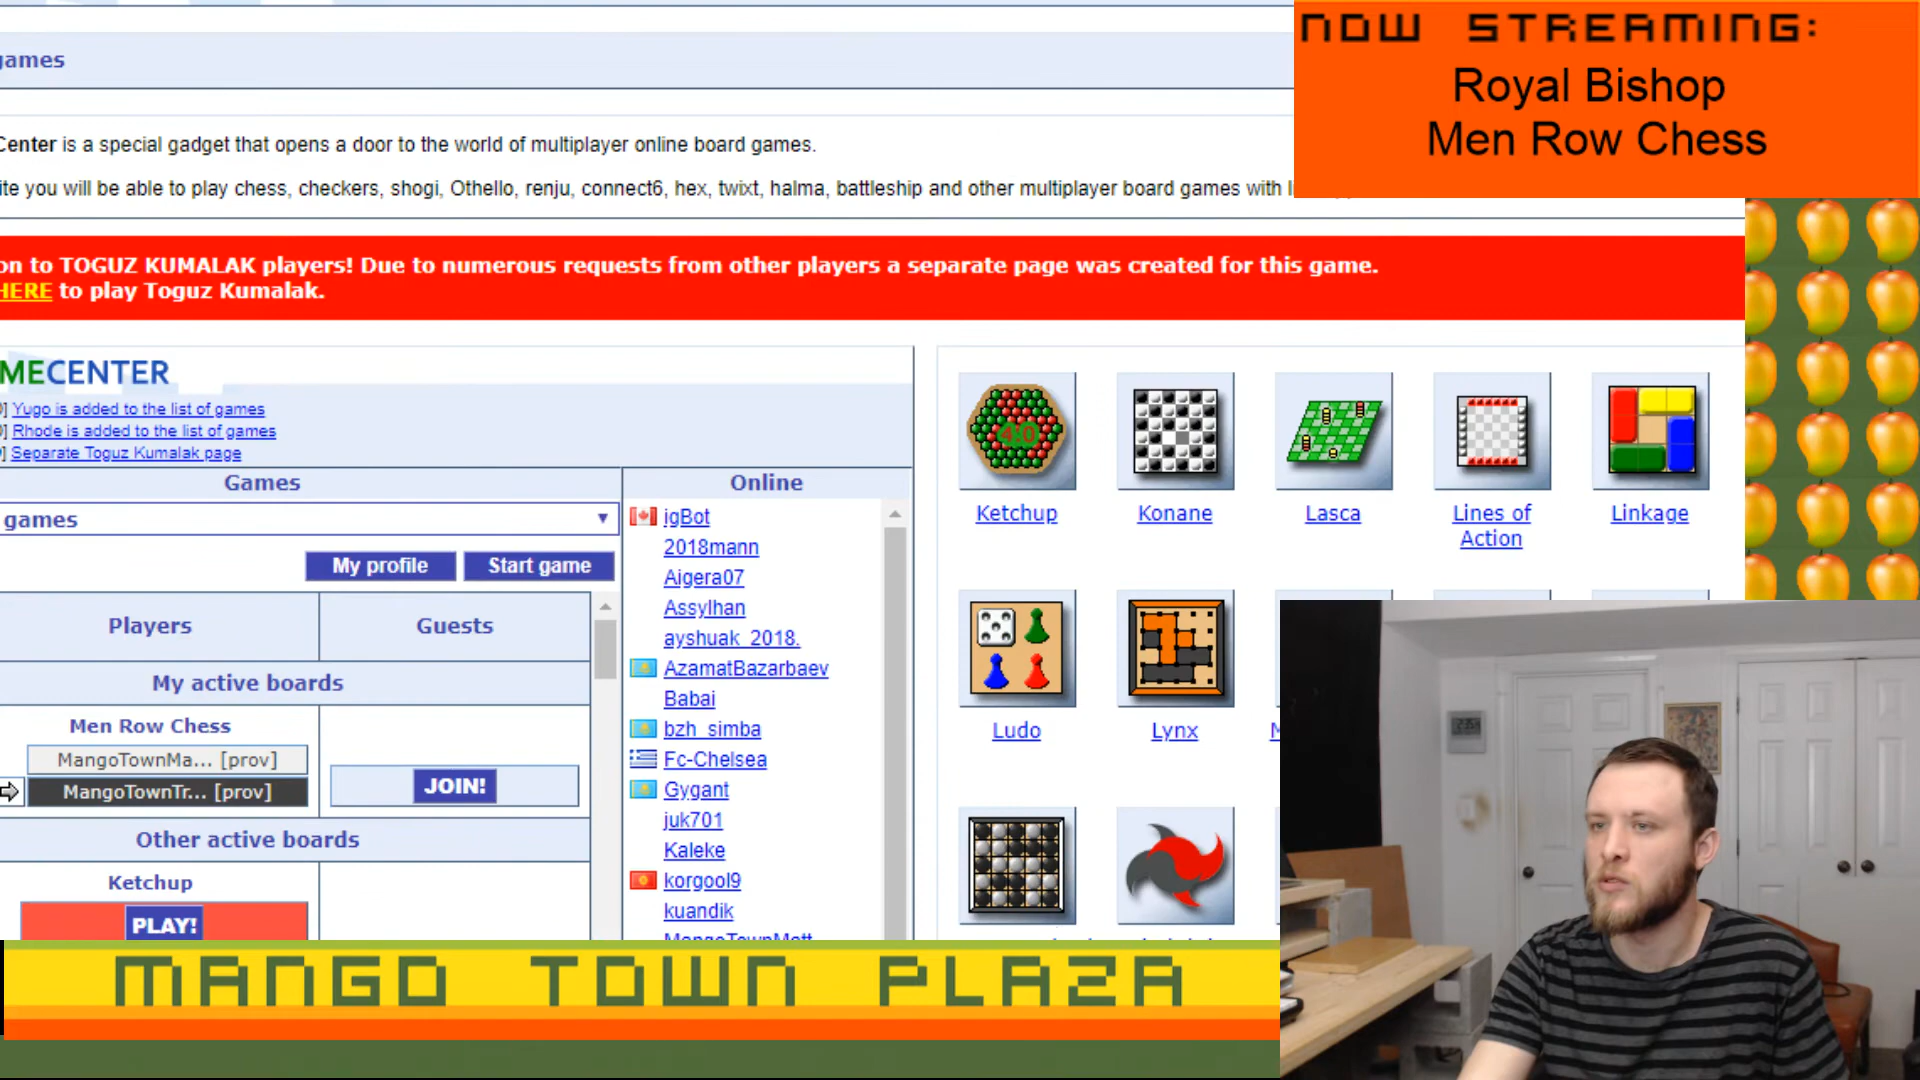 NOW STREAMING:
Royal Bishop
Men Row Chess
games
Center is a special gadget that opens a door to the world of multiplayer online board games.
ite you will be able to play chess, checkers, shogi, Othello, renju, connect6, hex, twixt, halma, battleship and other multiplayer board games with
on to TOGUZ KUMALAK players! Due to numerous requests from other players a separate page was created for this game.
HERE to play Toguz Kumalak.
MECENTER
] Yugo is added to the list of games
] Rhode is added to the list of games
] Separate Toguz Kumalak page
Games
games
My profile
Start game
Players
Guests
My active boards
Men Row Chess
MangoTownMa... [prov]
MangoTownTr... [prov]
JOIN!
Other active boards
Ketchup
PLAY!
Online
igBot
2018mann
Aigera07
Assylhan
ayshuak_2018.
AzamatBazarbaev
Babai
bzh_simba
Fc-Chelsea
Gygant
juk701
Kaleke
korgool9
kuandik
MangoTownMatt
4:0
Ketchup
Konane
Lasca
Lines of
Action
Linkage
Ludo
Lynx
MANGO TOWN PLAZA